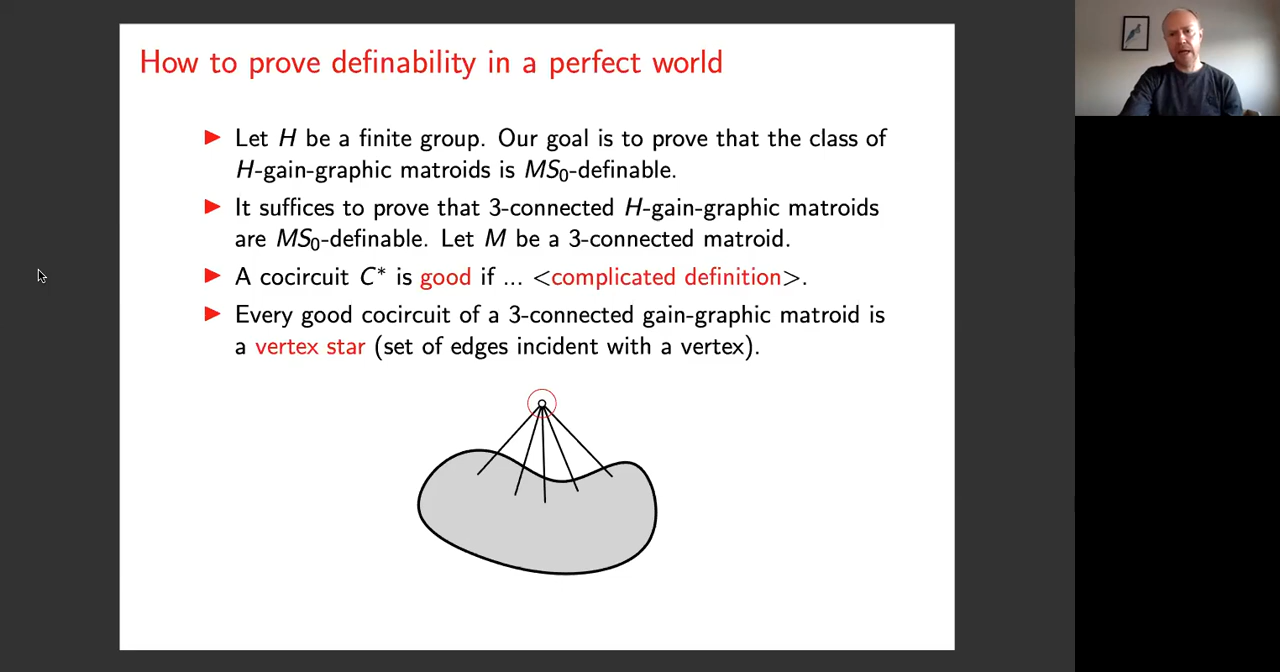 How to prove definability in a perfect world
▶ Let H be a finite group. Our goal is to prove that the class of
H-gain-graphic matroids is MS₀-definable.
▶ It suffices to prove that 3-connected H-gain-graphic matroids
are MS₀-definable. Let M be a 3-connected matroid.
▶ A cocircuit C* is good if ... <complicated definition>.
▶ Every good cocircuit of a 3-connected gain-graphic matroid is
a vertex star (set of edges incident with a vertex).